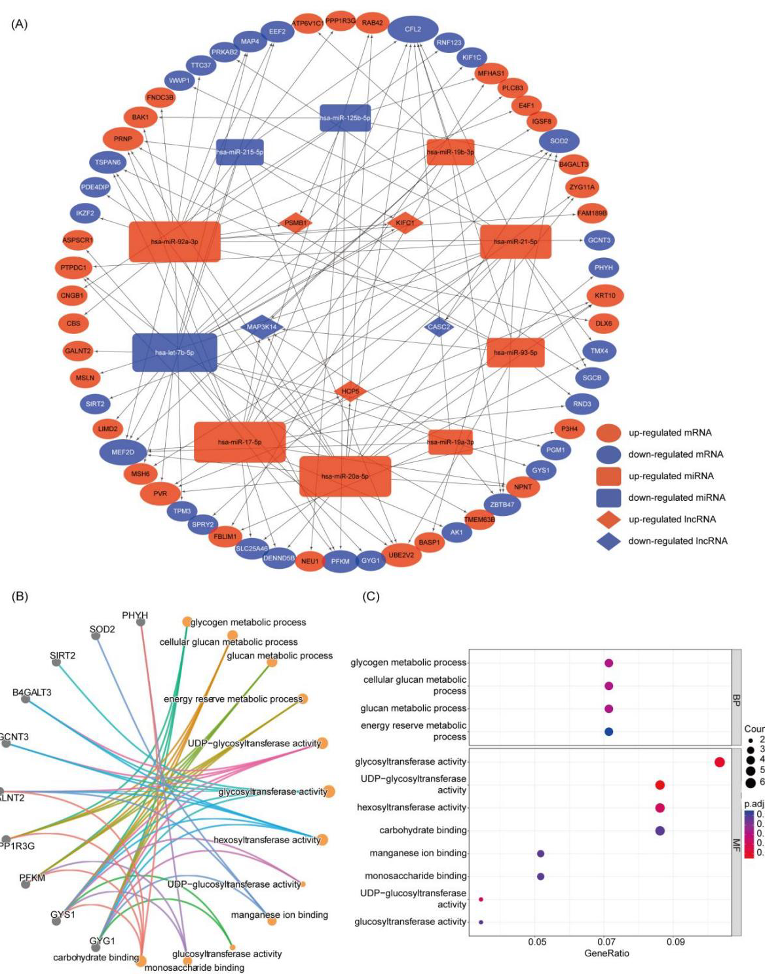 (A)
ATP6V1C1
PPP1R3G
RAB42
CFL2
RNF123
KIF1C
MFHAS1
PLCB3
E4F1
IGSF8
SOD2
B4GALT3
ZYG11A
FAM189B
GCNT3
PHYH
KRT10
DLX6
TMX4
SGCB
RND3
P3H4
PGM1
GYS1
NPNT
ZBTB47
TMEM63B
AK1
BASP1
UBE2V2
GYG1
PFKM
NEU1
DENND5B
SLC25A46
FBLIM1
SPRY2
TPM3
PVR
MSH6
MEF2D
LIMD2
SIRT2
MSLN
GALNT2
CBS
CNGB1
PTPDC1
ASPSCR1
IKZF2
PDE4DIP
TSPAN6
PRNP
BAK1
FNDC3B
WWP1
TTC37
PRKAB2
MAP4
EEF2
hsa-miR-125b-5p
hsa-miR-215-5p
hsa-miR-19b-3p
hsa-miR-92a-3p
PSMB1
KIF21
hsa-miR-21-5p
MAP3K14
CASC2
hsa-let-7b-5p
hsa-miR-93-5p
HCP5
hsa-miR-17-5p
hsa-miR-19a-3p
hsa-miR-20a-5p
up-regulated mRNA
down-regulated mRNA
up-regulated miRNA
down-regulated miRNA
up-regulated lncRNA
down-regulated lncRNA
(B)
PHYH
SOD2
SIRT2
B4GALT3
GCNT3
ALNT2
PP1R3G
PFKM
GYS1
GYG1
glycogen metabolic process
cellular glucan metabolic process
glucan metabolic process
energy reserve metabolic process
UDP-glycosyltransferase activity
glycosyltransferase activity
hexosyltransferase activity
UDP-glucosyltransferase activity
manganese ion binding
glucosyltransferase activity
monosaccharide binding
carbohydrate binding
(C)
glycogen metabolic process
cellular glucan metabolic
process
glucan metabolic process
energy reserve metabolic
process
BP
glycosyltransferase activity
UDP-glycosyltransferase
activity
hexosyltransferase activity
carbohydrate binding
manganese ion binding
monosaccharide binding
UDP-glucosyltransferase
activity
glucosyltransferase activity
MF
0.05
0.07
0.09
GeneRatio
Coun
2
3
4
5
6
p.adj
0.
0.
0.
0.